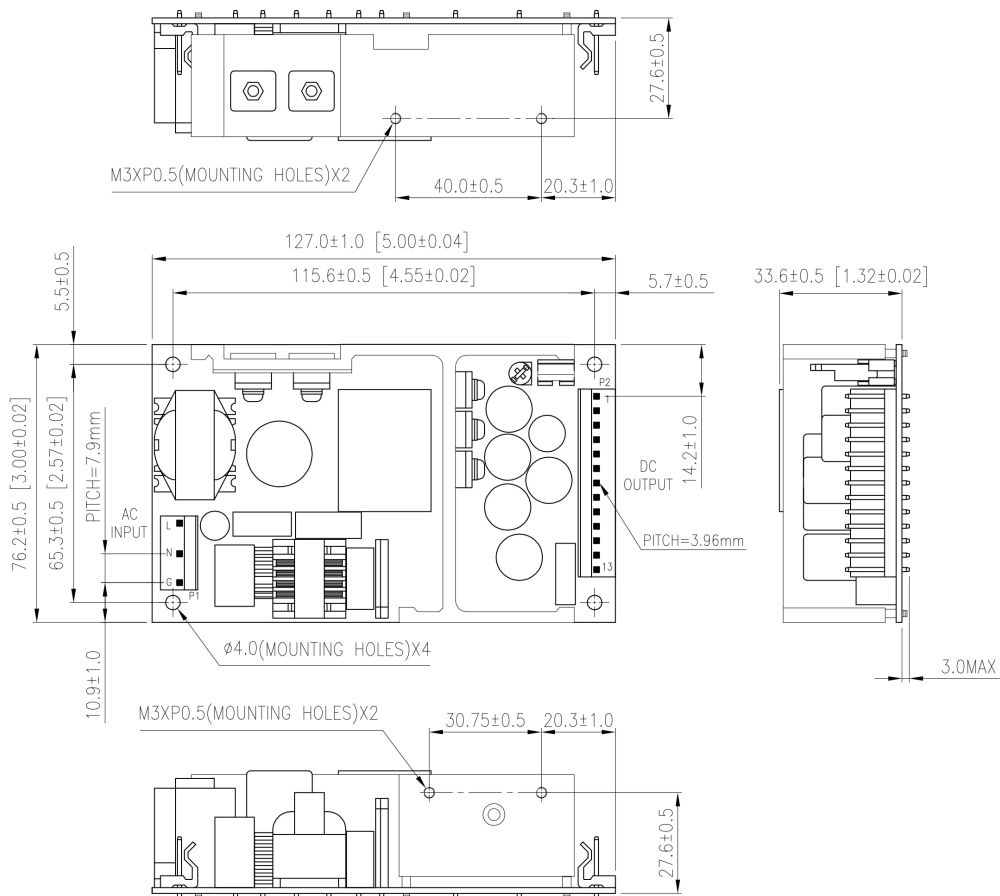 27.6±0.5
M3XP0.5(MOUNTING HOLES)X2
40.0±0.5
20.3±1.0
127.0±1.0 [5.00±0.04]
115.6±0.5 [4.55±0.02]
5.7±0.5
33.6±0.5 [1.32±0.02]
5.5±0.5
76.2±0.5 [3.00±0.02]
65.3±0.5 [2.57±0.02]
PITCH=7.9mm
AC
INPUT
L
N
G
P1
P2
1
DC
OUTPUT
14.2±1.0
PITCH=3.96mm
13
10.9±1.0
ø4.0(MOUNTING HOLES)X4
3.0MAX
M3XP0.5(MOUNTING HOLES)X2
30.75±0.5
20.3±1.0
27.6±0.5